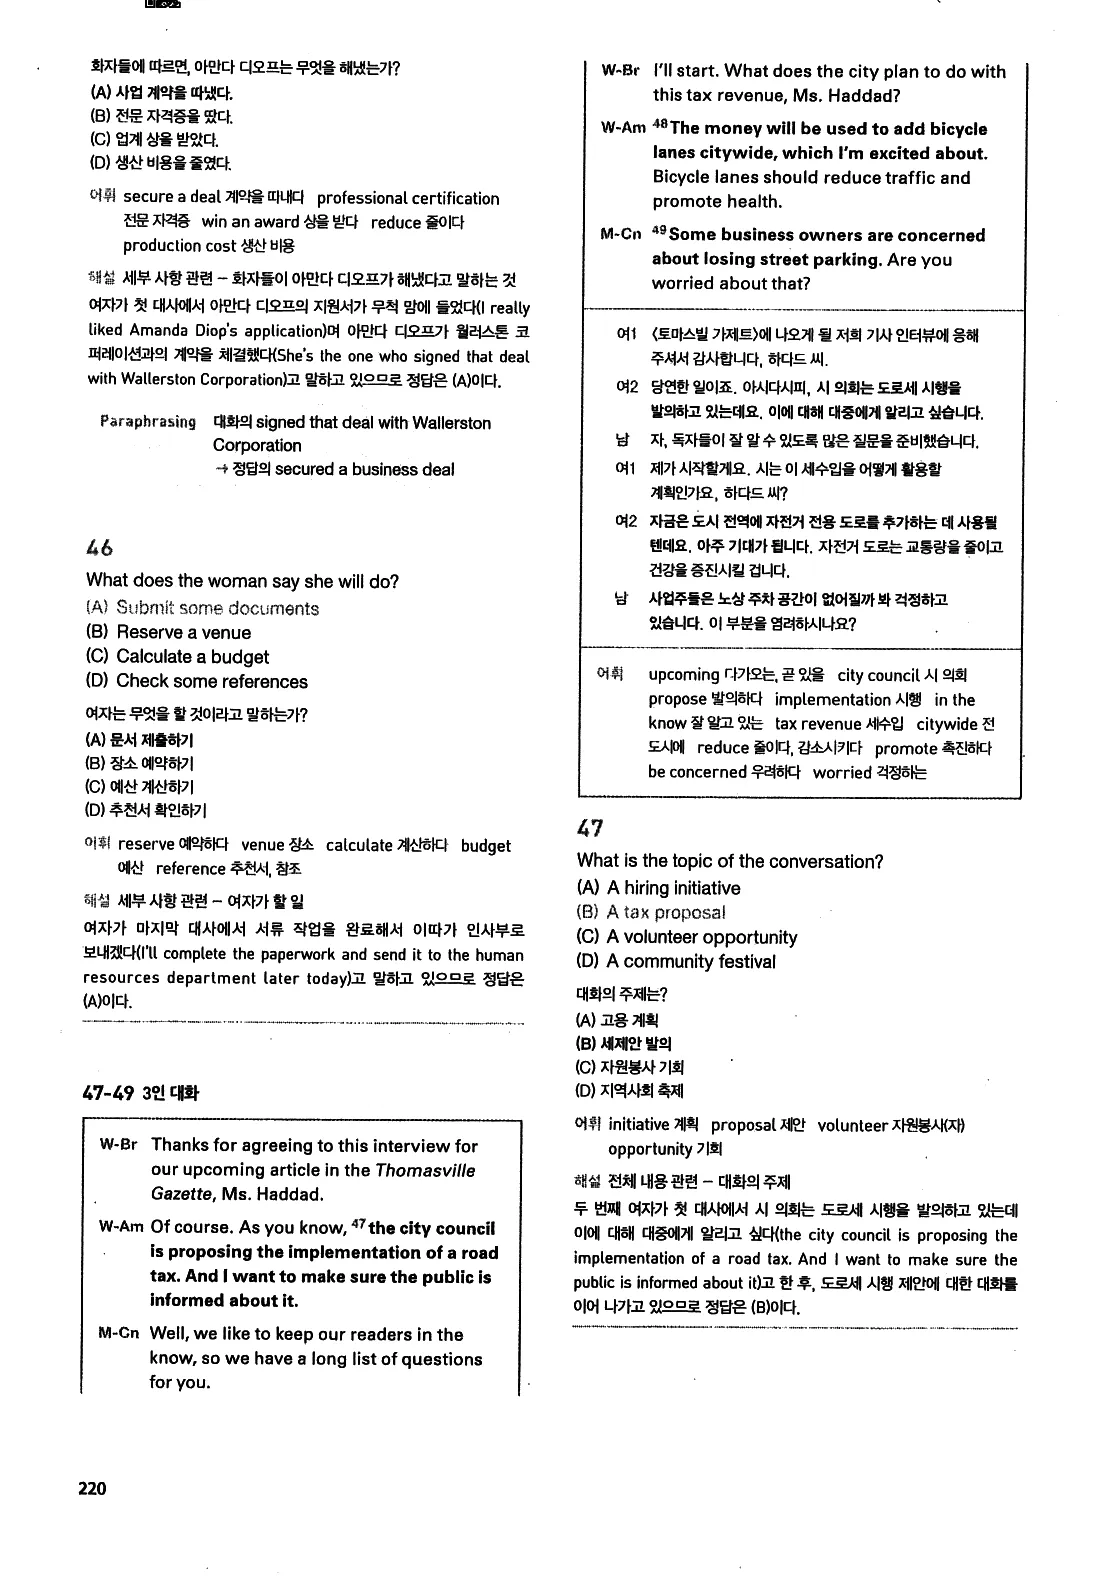 화자들에 따르면, 아만다 디오프는 무엇을 해냈는가?
(A) 사업 계약을 따냈다.
(B) 전문 자격증을 땄다.
(C) 업계 상을 받았다.
(D) 생산 비용을 줄였다.
어휘 secure a deal 계약을 따내다 professional certification
전문 자격증 win an award 상을 받다 reduce 줄이다
production cost 생산 비용
해설 세부 사항 관련 – 화자들이 아만다 디오프가 해냈다고 말하는 것
여자가 첫 대사에서 아만다 디오프의 지원서가 무척 맘에 들었다(I really
liked Amanda Diop's application)며 아만다 디오프가 월러스톤 코
퍼레이션과의 계약을 체결했다(She's the one who signed that deal
with Wallerston Corporation)고 말하고 있으므로 정답은 (A)이다.
Paraphrasing 대화의 signed that deal with Wallerston
Corporation
→ 정답의 secured a business deal
46
What does the woman say she will do?
(A) Submit some documents
(B) Reserve a venue
(C) Calculate a budget
(D) Check some references
여자는 무엇을 할 것이라고 말하는가?
(A) 문서 제출하기
(B) 장소 예약하기
(C) 예산 계산하기
(D) 추천서 확인하기
어휘 reserve 예약하다 venue 장소 calculate 계산하다 budget
예산 reference 추천서, 참조
해설 세부 사항 관련 – 여자가 할 일
여자가 마지막 대사에서 서류 작업을 완료해서 이따가 인사부로
보내겠다(I'll complete the paperwork and send it to the human
resources department later today)고 말하고 있으므로 정답은
(A)이다.
47-49 3인 대화
W-Br Thanks for agreeing to this interview for
our upcoming article in the Thomasville
Gazette, Ms. Haddad.
W-Am Of course. As you know, 47the city council
is proposing the implementation of a road
tax. And I want to make sure the public is
informed about it.
M-Cn Well, we like to keep our readers in the
know, so we have a long list of questions
for you.
W-Br I'll start. What does the city plan to do with
this tax revenue, Ms. Haddad?
W-Am 48The money will be used to add bicycle
lanes citywide, which I'm excited about.
Bicycle lanes should reduce traffic and
promote health.
M-Cn 49Some business owners are concerned
about losing street parking. Are you
worried about that?
여1 〈토마스빌 가제트〉에 나오게 될 저희 기사 인터뷰에 응해
주셔서 감사합니다, 하다드 씨.
여2 당연한 일이죠. 아시다시피, 시 의회는 도로세 시행을
발의하고 있는데요. 이에 대해 대중에게 알리고 싶습니다.
남 자, 독자들이 잘 알 수 있도록 많은 질문을 준비했습니다.
여1 제가 시작할게요. 시는 이 세수입을 어떻게 활용할
계획인가요, 하다드 씨?
여2 자금은 도시 전역에 자전거 전용 도로를 추가하는 데 사용될
텐데요. 아주 기대가 됩니다. 자전거 도로는 교통량을 줄이고
건강을 증진시킬 겁니다.
남 사업주들은 노상 주차 공간이 없어질까 봐 걱정하고
있습니다. 이 부분을 염려하시나요?
어휘 upcoming 다가오는, 곧 있을 city council 시 의회
propose 발의하다 implementation 시행 in the
know 잘 알고 있는 tax revenue 세수입 citywide 전
도시에 reduce 줄이다, 감소시키다 promote 촉진하다
be concerned 우려하다 worried 걱정하는
47
What is the topic of the conversation?
(A) A hiring initiative
(B) A tax proposal
(C) A volunteer opportunity
(D) A community festival
대화의 주제는?
(A) 고용 계획
(B) 세제안 발의
(C) 자원봉사 기회
(D) 지역사회 축제
어휘 initiative 계획 proposal 제안 volunteer 자원봉사(자)
opportunity 기회
해설 전체 내용 관련 – 대화의 주제
두 번째 여자가 첫 대사에서 시 의회는 도로세 시행을 발의하고 있는데
이에 대해 대중에게 알리고 싶다(the city council is proposing the
implementation of a road tax. And I want to make sure the
public is informed about it)고 한 후, 도로세 시행 제안에 대한 대화를
이어 나가고 있으므로 정답은 (B)이다.
220